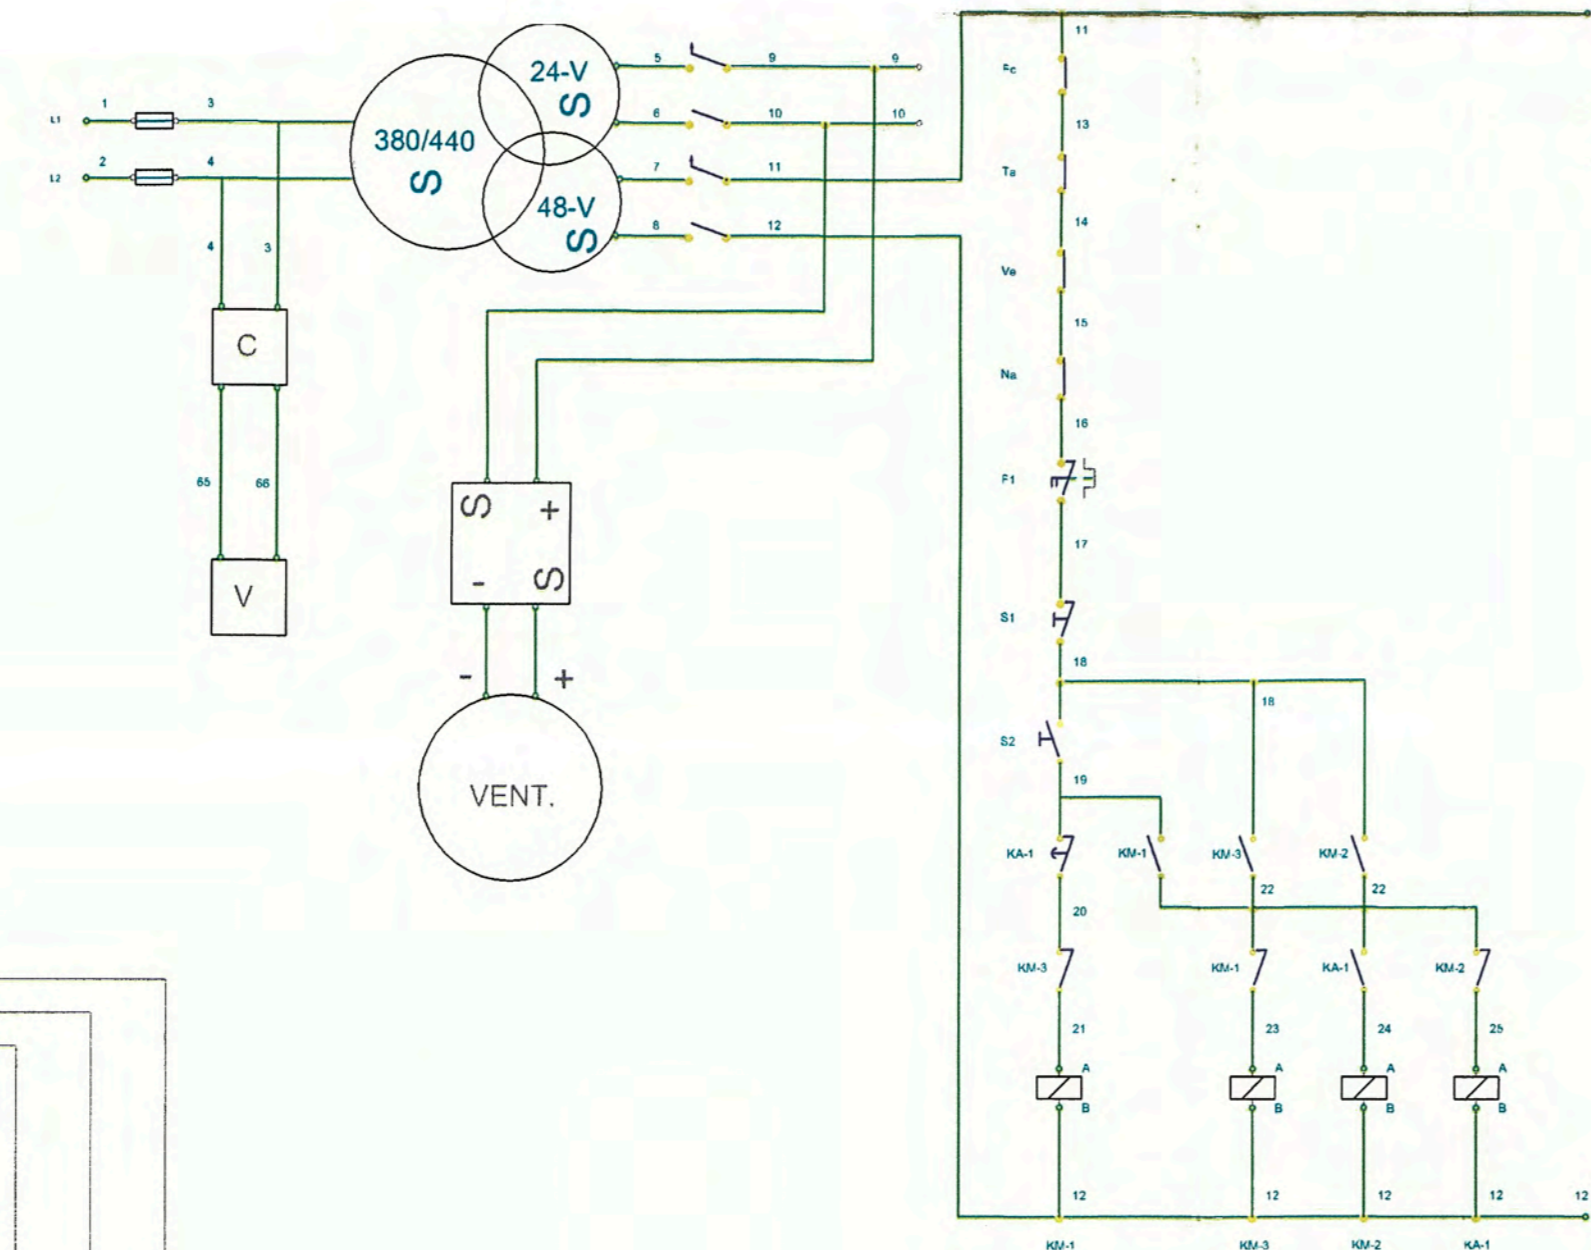 11
24-V
S
5
9
9
Fc
L1
1
3
6
10
10
13
380/440
S
L2
2
4
7
11
Ta
48-V
S
8
12
14
4
3
Ve
15
C
Na
16
65
66
F1
S
+
17
-
S
V
S1
-
+
18
18
S2
VENT.
19
KA-1
KM-1
KM-3
KM-2
22
22
20
KM-3
KM-1
KA-1
KM-2
21
23
24
25
A
A
A
A
B
B
B
B
12
12
12
12
12
KM-1
KM-3
KM-2
KA-1